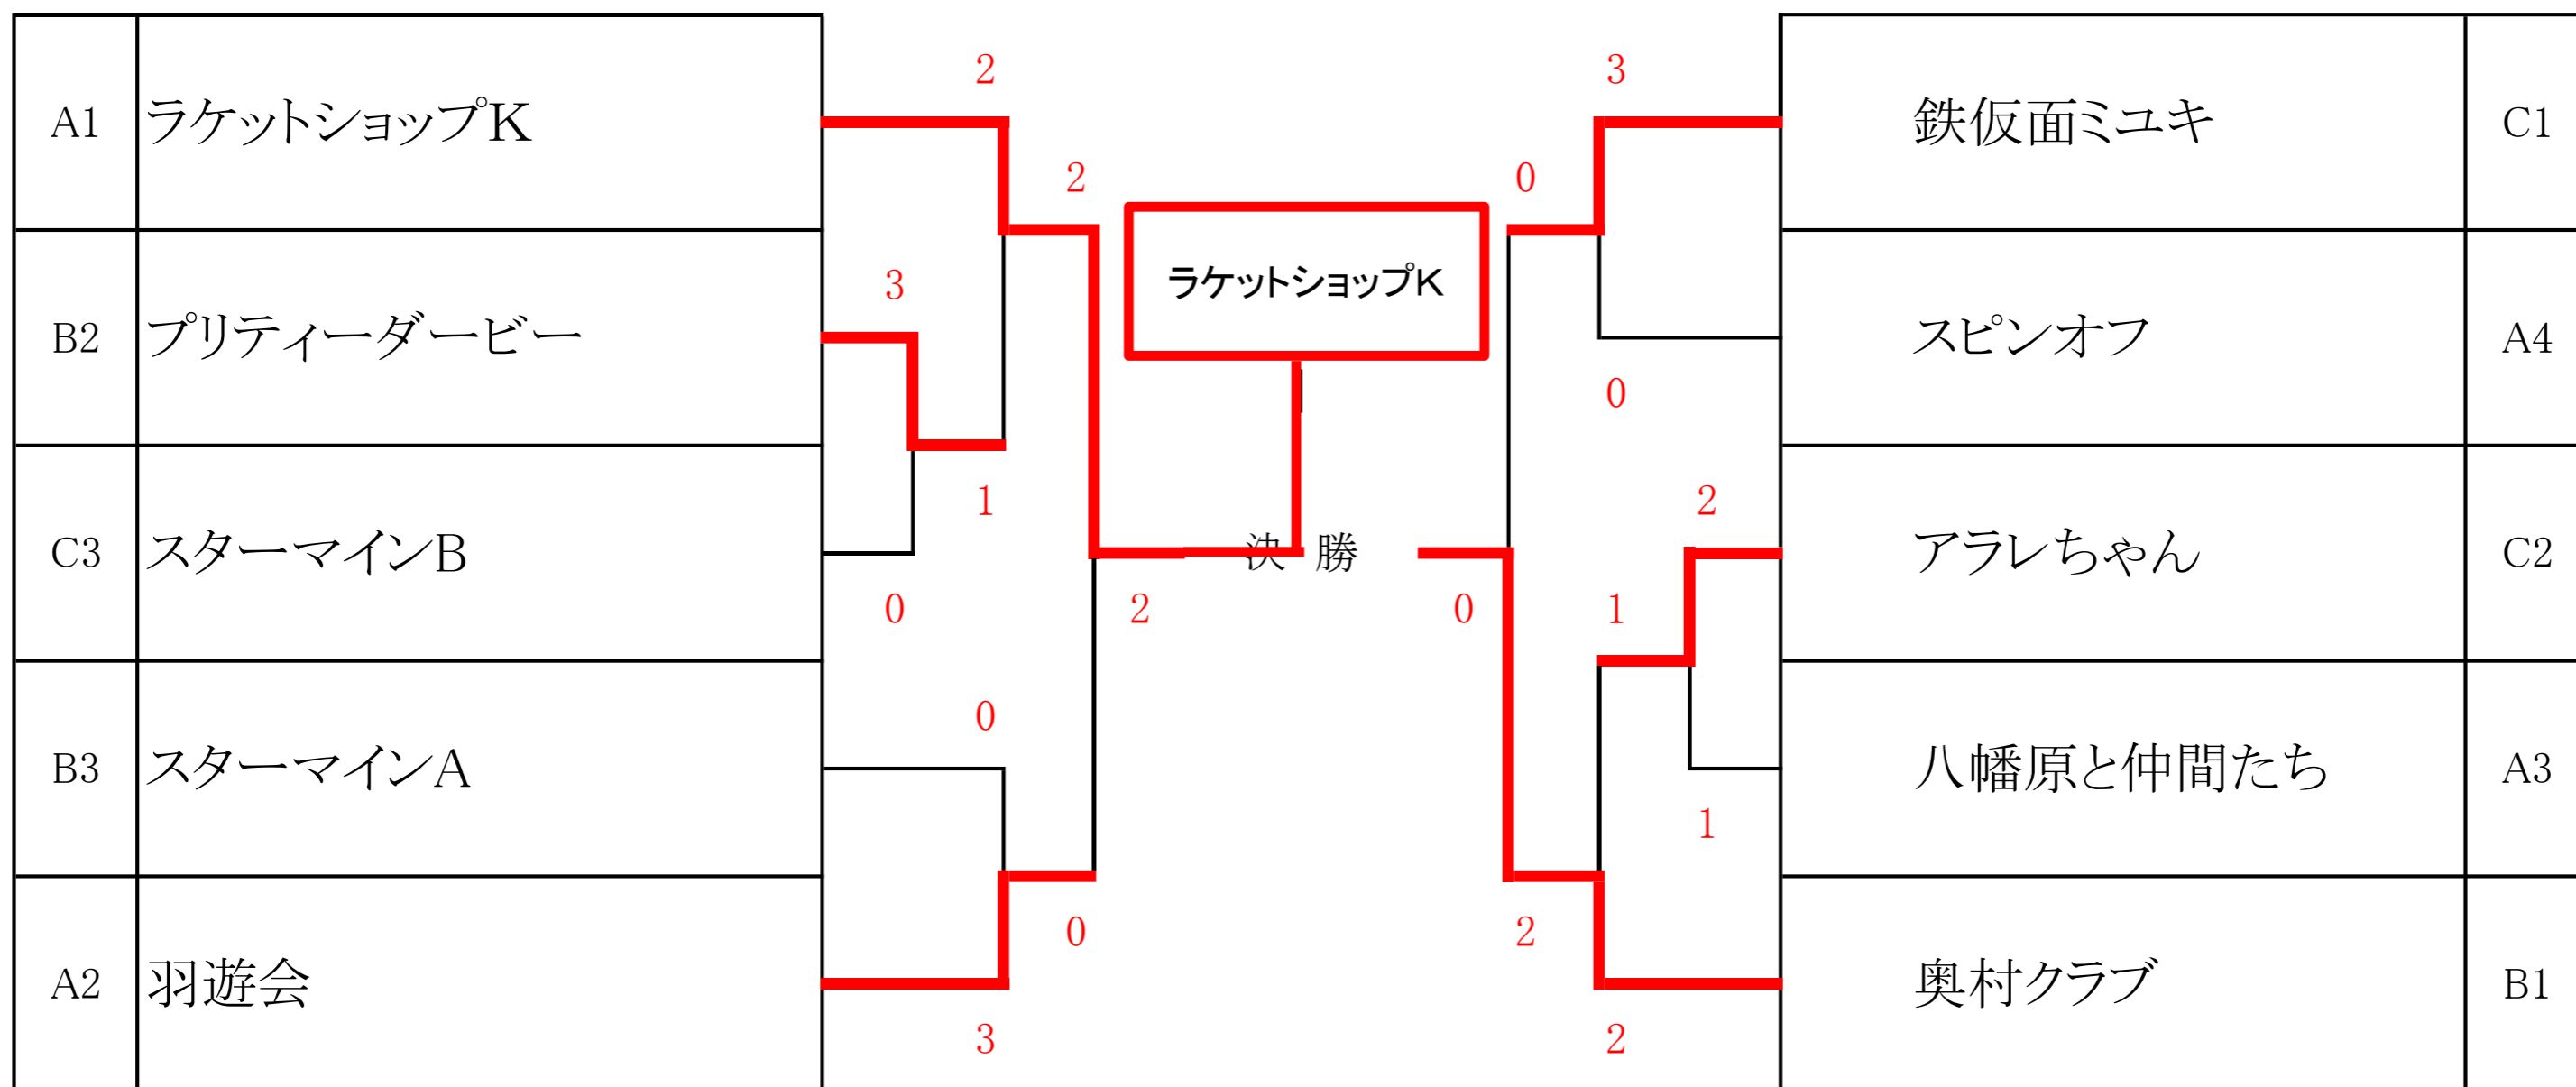 2
3
A1 ラケットショップK
鉄仮面ミユキ C1
2
0
ラケットショップK
3
B2 プリティーダービー
スピンオフ A4
0
1
2
C3 スターマインB
決 勝
アラレちゃん C2
0
2
0
1
0
B3 スターマインA
八幡原と仲間たち A3
1
0
2
A2 羽遊会
奥村クラブ B1
3
2